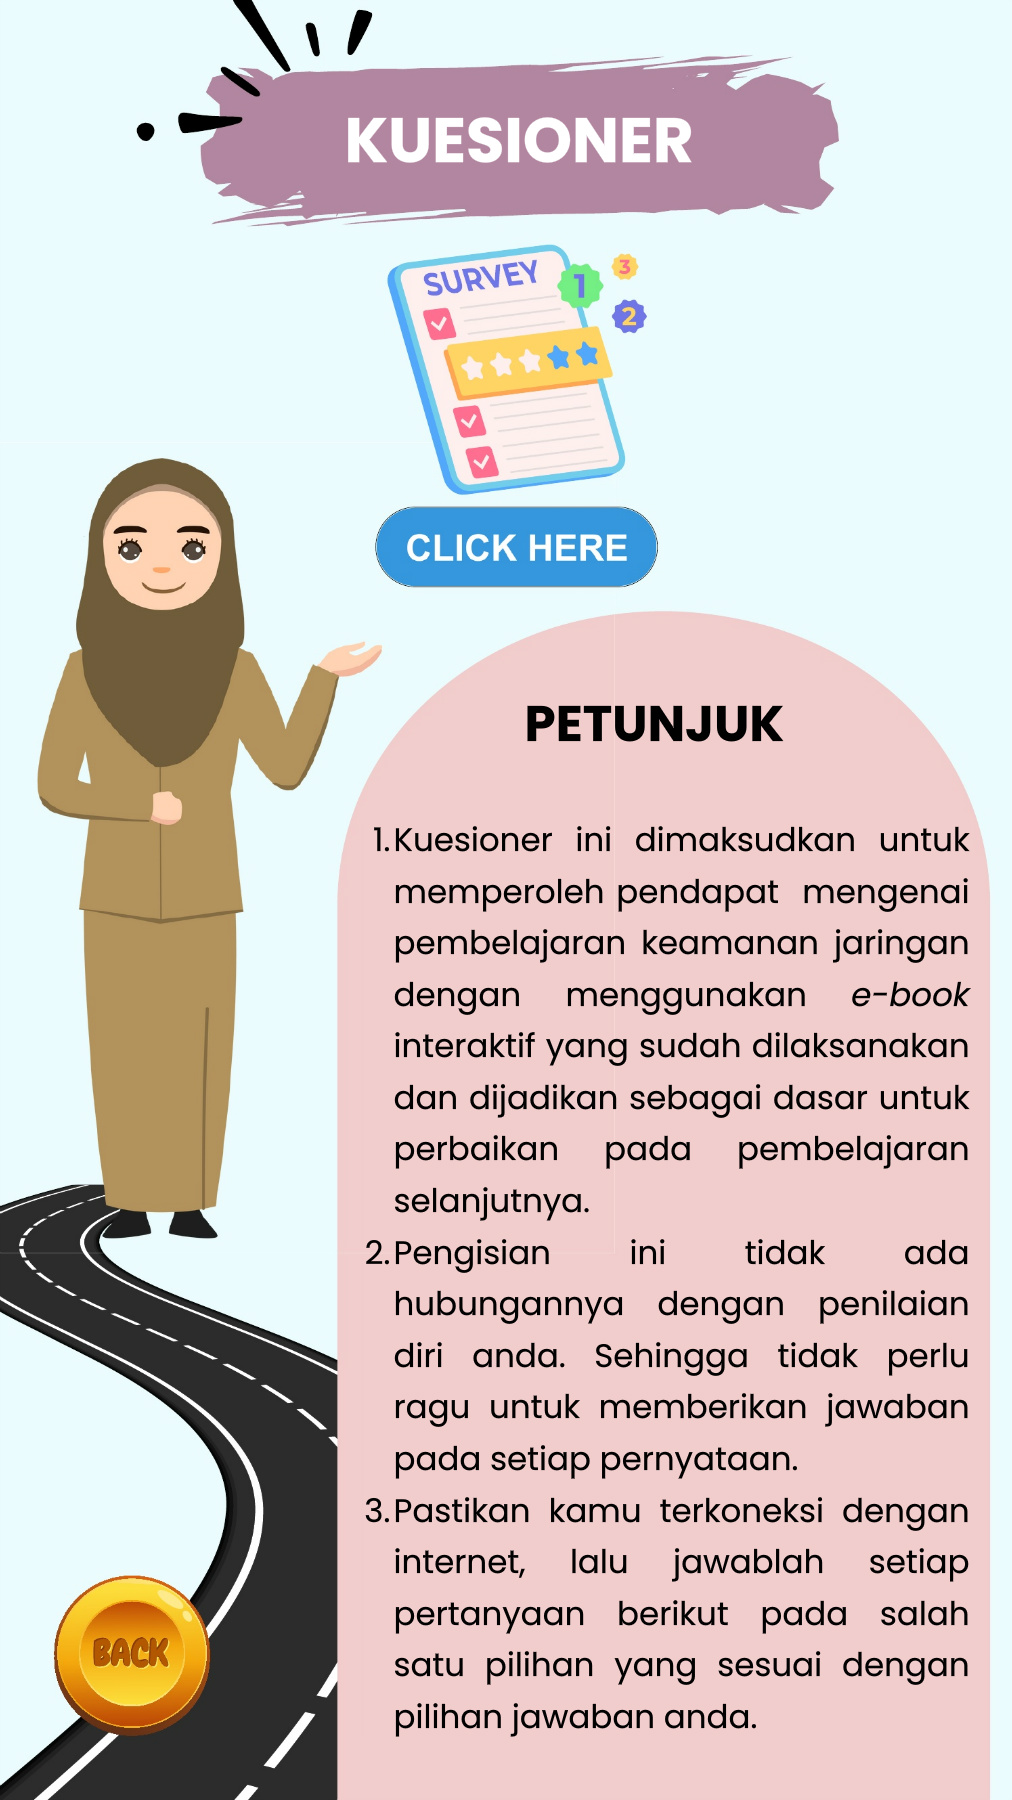 KUESIONER
SURVEY
1
3
2
CLICK HERE
PETUNJUK
1. Kuesioner ini dimaksudkan untuk
memperoleh pendapat mengenai
pembelajaran keamanan jaringan
dengan menggunakan e-book
interaktif yang sudah dilaksanakan
dan dijadikan sebagai dasar untuk
perbaikan pada pembelajaran
selanjutnya.
2. Pengisian ini tidak ada
hubungannya dengan penilaian
diri anda. Sehingga tidak perlu
ragu untuk memberikan jawaban
pada setiap pernyataan.
3. Pastikan kamu terkoneksi dengan
internet, lalu jawablah setiap
pertanyaan berikut pada salah
satu pilihan yang sesuai dengan
pilihan jawaban anda.
BACK